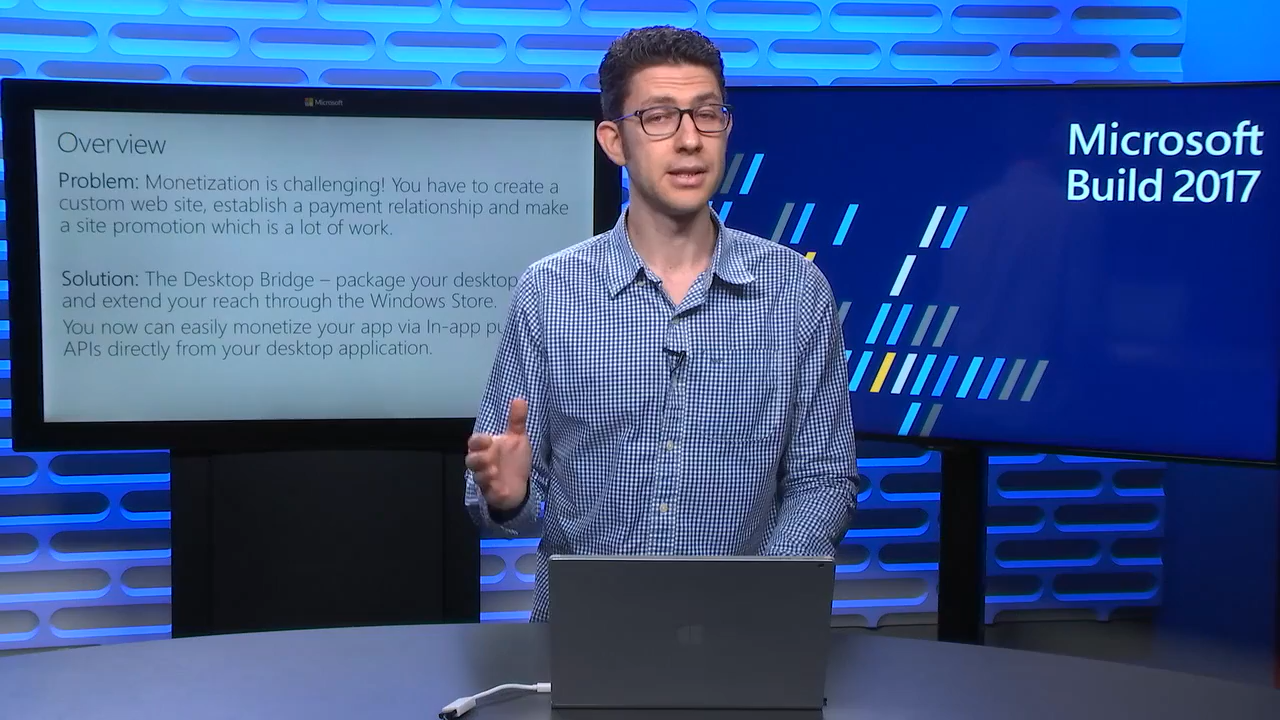 Microsoft
Overview
Problem: Monetization is challenging! You have to create a
custom web site, establish a payment relationship and make
a site promotion which is a lot of work.
Solution: The Desktop Bridge – package your desktop
and extend your reach through the Windows Store.
You now can easily monetize your app via In-app pu
APIs directly from your desktop application.
Microsoft
Build 2017